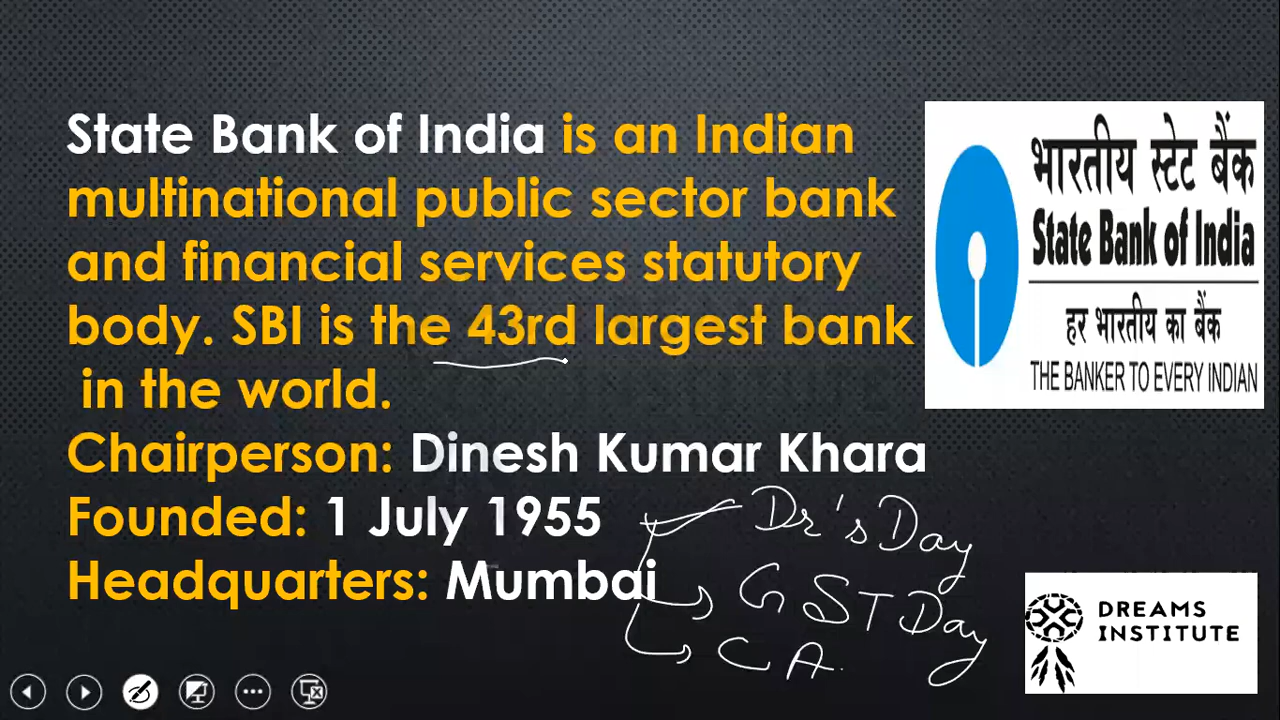 State Bank of India is an Indian
multinational public sector bank
and financial services statutory
body. SBI is the 43rd largest bank
in the world.
Chairperson: Dinesh Kumar Khara
Founded: 1 July 1955
Headquarters: Mumbai
Dr's Day
GST Day
CA
भारतीय स्टेट बैंक
State Bank of India
हर भारतीय का बैंक
THE BANKER TO EVERY INDIAN
DREAMS
INSTITUTE